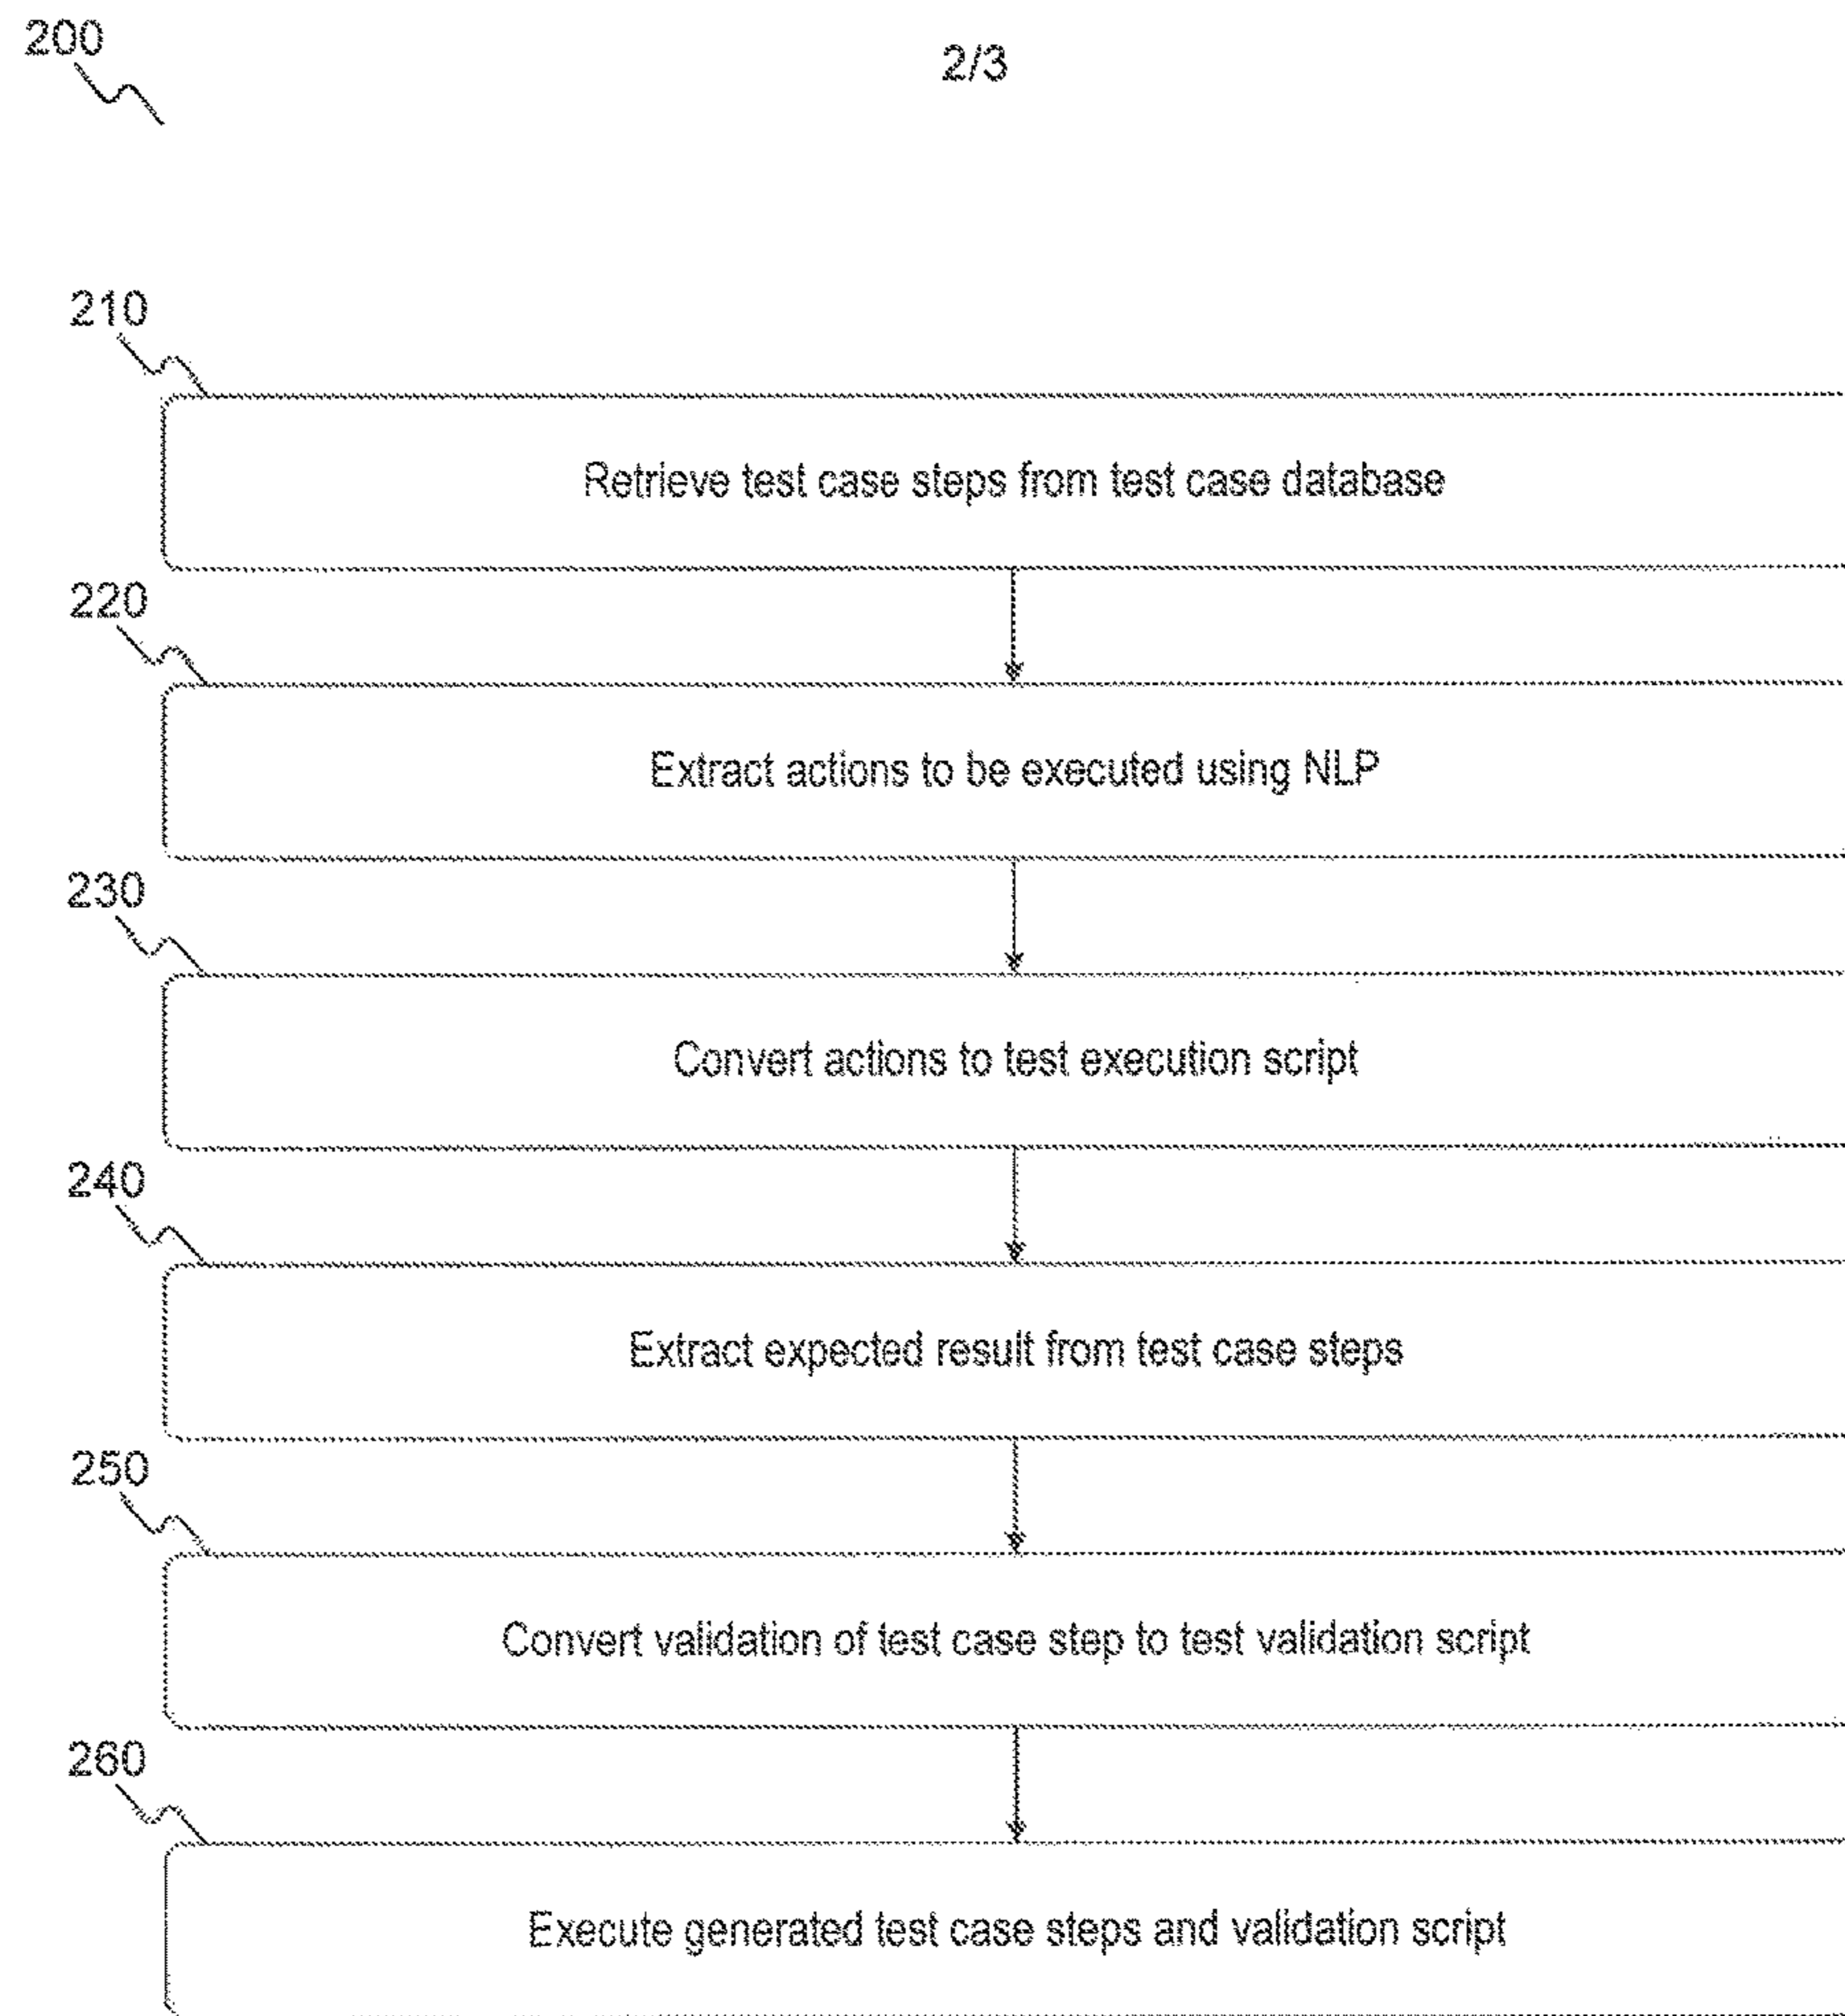 200
2/3
210
Retrieve test case steps from test case database
220
Extract actions to be executed using NLP
230
Convert actions to test execution script
240
Extract expected result from test case steps
250
Convert validation of test case step to test validation script
260
Execute generated test case steps and validation script